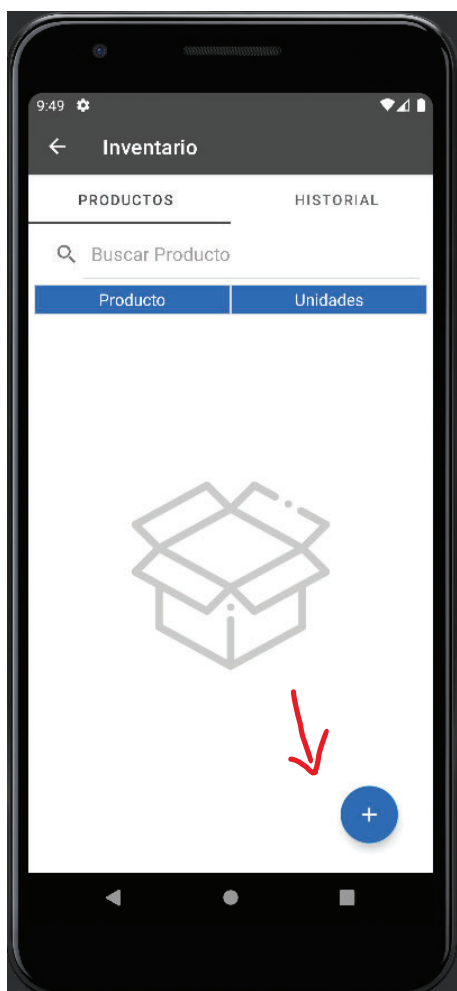 9:49
Inventario
PRODUCTOS HISTORIAL
Buscar Producto
Producto Unidades
+